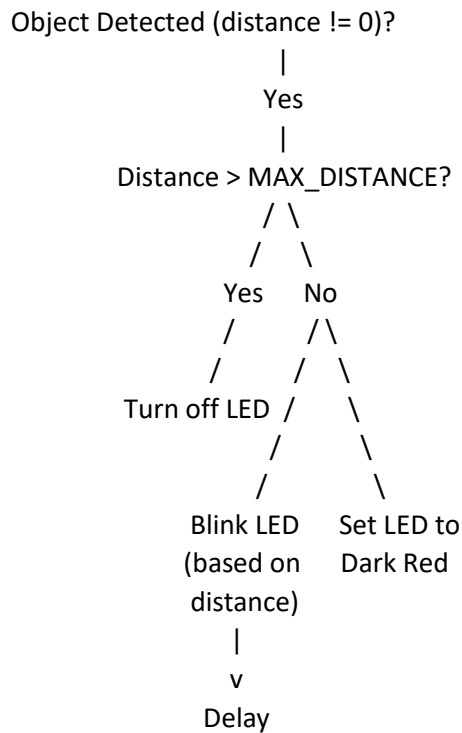 Object Detected (distance != 0)?
|
Yes
|
Distance > MAX_DISTANCE?
/ \
/ \
Yes No
/ / \
/ / \
Turn off LED / \
/ \
/ \
Blink LED Set LED to
(based on Dark Red
distance)
|
v
Delay